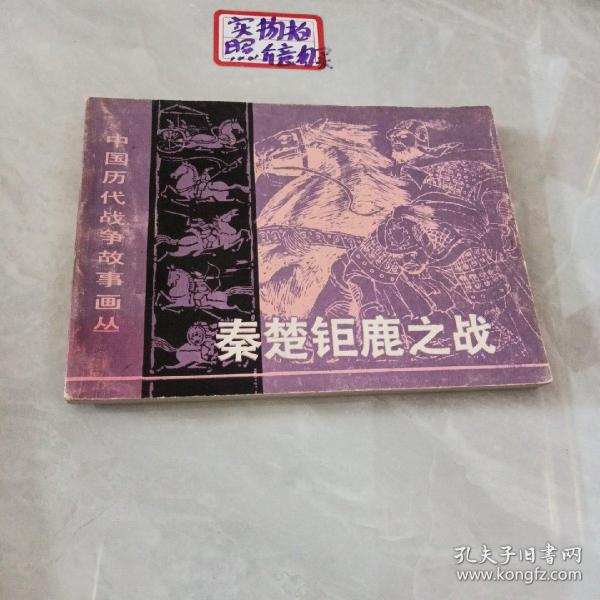 实物拍
照
中国历代战争故事画丛
秦楚钜鹿之战
孔夫子旧书网
www.kongfz.com